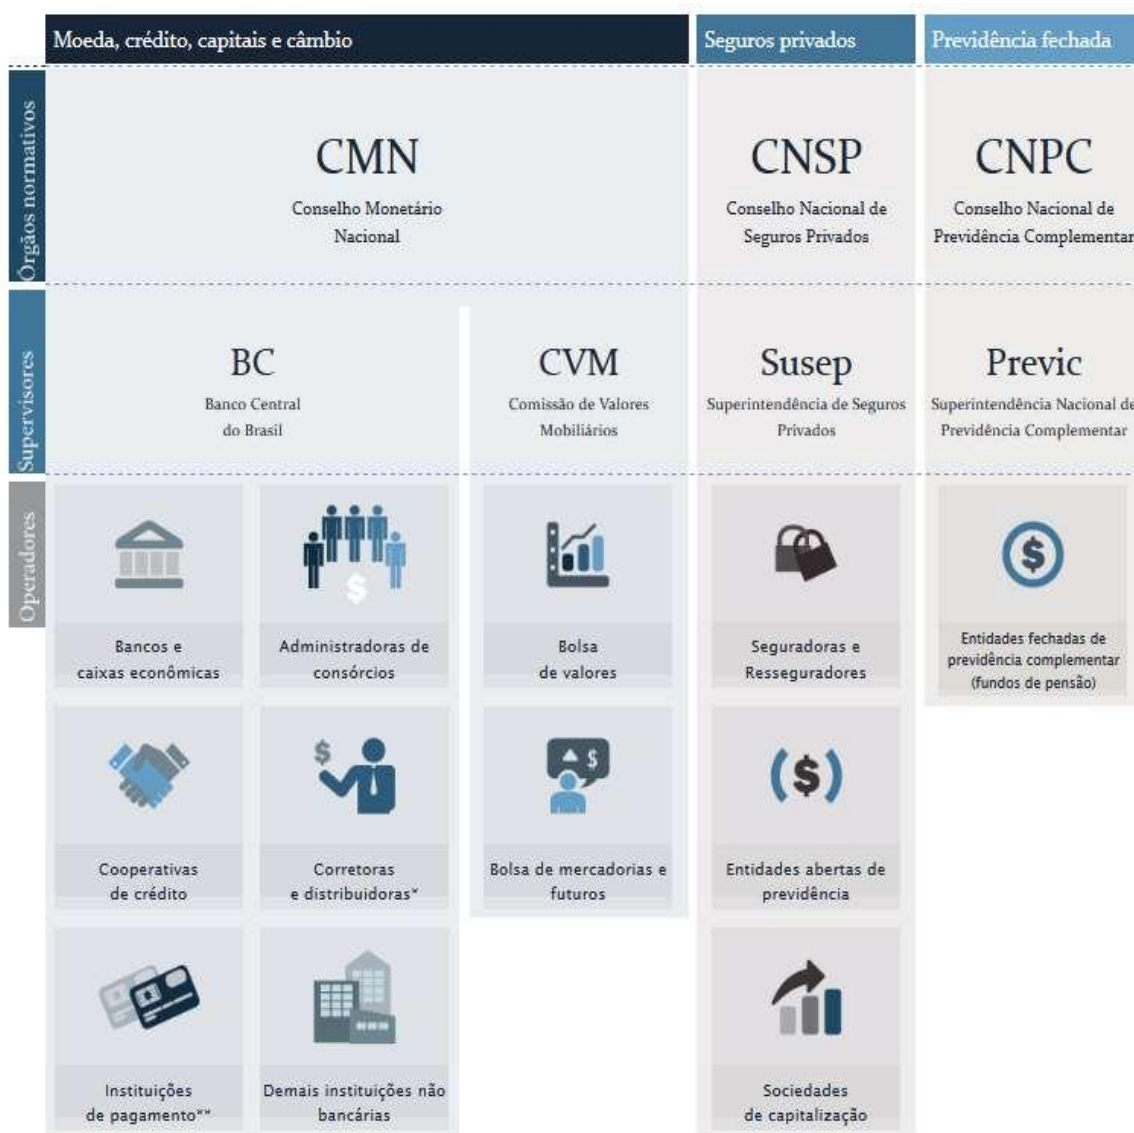 Moeda, crédito, capitais e câmbio
Seguros privados
Previdência fechada
Órgãos normativos
CMN
Conselho Monetário
Nacional
CNSP
Conselho Nacional de
Seguros Privados
CNPC
Conselho Nacional de
Previdência Complementar
Supervisores
BC
Banco Central
do Brasil
CVM
Comissão de Valores
Mobiliários
Susep
Superintendência de Seguros
Privados
Previc
Superintendência Nacional de
Previdência Complementar
Operadores
Bancos e
caixas econômicas
$
Administradoras de
consórcios
Bolsa
de valores
Seguradoras e
Resseguradores
$
Entidades fechadas de
previdência complementar
(fundos de pensão)
Cooperativas
de crédito
$
Corretoras
e distribuidoras*
$
Bolsa de mercadorias e
futuros
($)
Entidades abertas de
previdência
Instituições
de pagamento**
Demais instituições não
bancárias
Sociedades
de capitalização